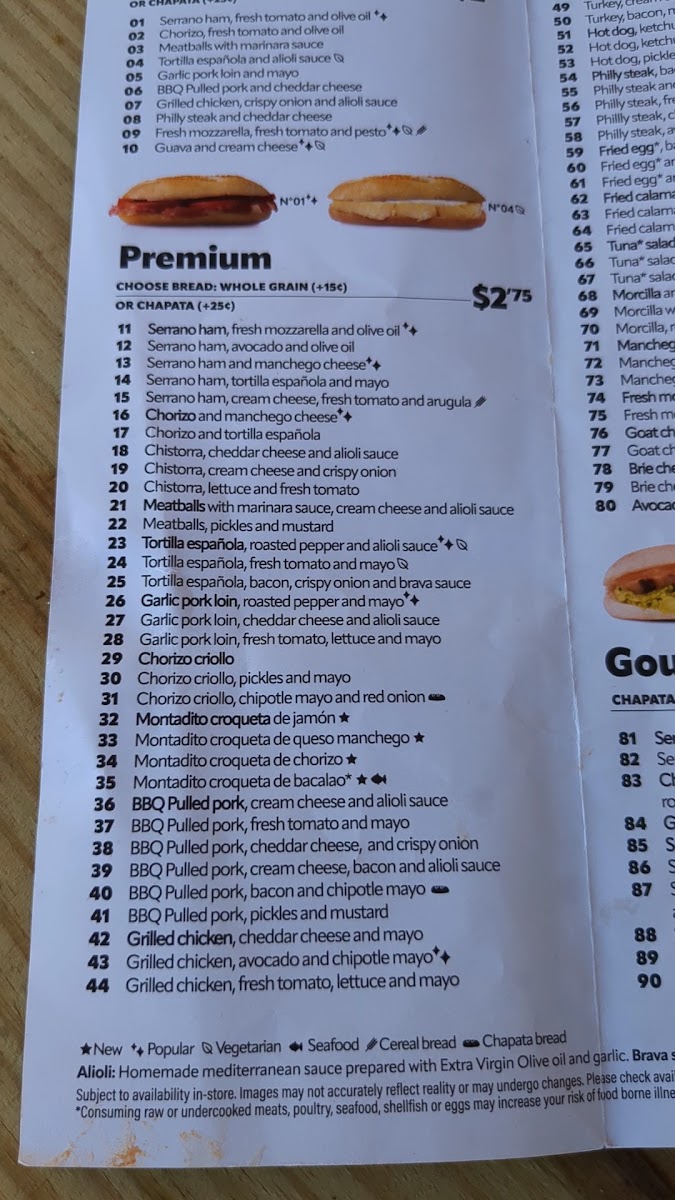 01 Serrano ham, fresh tomato and olive oil
02 Chorizo, fresh tomato and olive oil
03 Meatballs with marinara sauce
04 Tortilla española and alioli sauce
05 Garlic pork loin and mayo
06 BBQ Pulled pork and cheddar cheese
07 Grilled chicken, crispy onion and alioli sauce
08 Philly steak and cheddar cheese
09 Fresh mozzarella, fresh tomato and pesto
10 Guava and cream cheese
N°01
N°04
Premium
CHOOSE BREAD: WHOLE GRAIN (+15¢)
OR CHAPATA (+25¢)
$2'75
11 Serrano ham, fresh mozzarella and olive oil
12 Serrano ham, avocado and olive oil
13 Serrano ham and manchego cheese
14 Serrano ham, tortilla española and mayo
15 Serrano ham, cream cheese, fresh tomato and arugula
16 Chorizo and manchego cheese
17 Chorizo and tortilla española
18 Chistorra, cheddar cheese and alioli sauce
19 Chistorra, cream cheese and crispy onion
20 Chistorra, lettuce and fresh tomato
21 Meatballs with marinara sauce, cream cheese and alioli sauce
22 Meatballs, pickles and mustard
23 Tortilla española, roasted pepper and alioli sauce
24 Tortilla española, fresh tomato and mayo
25 Tortilla española, bacon, crispy onion and brava sauce
26 Garlic pork loin, roasted pepper and mayo
27 Garlic pork loin, cheddar cheese and alioli sauce
28 Garlic pork loin, fresh tomato, lettuce and mayo
29 Chorizo criollo
30 Chorizo criollo, pickles and mayo
31 Chorizo criollo, chipotle mayo and red onion
32 Montadito croqueta de jamón ★
33 Montadito croqueta de queso manchego ★
34 Montadito croqueta de chorizo ★
35 Montadito croqueta de bacalao* ★
36 BBQ Pulled pork, cream cheese and alioli sauce
37 BBQ Pulled pork, fresh tomato and mayo
38 BBQ Pulled pork, cheddar cheese, and crispy onion
39 BBQ Pulled pork, cream cheese, bacon and alioli sauce
40 BBQ Pulled pork, bacon and chipotle mayo
41 BBQ Pulled pork, pickles and mustard
42 Grilled chicken, cheddar cheese and mayo
43 Grilled chicken, avocado and chipotle mayo
44 Grilled chicken, fresh tomato, lettuce and mayo
★New Popular Vegetarian Seafood Cereal bread Chapata bread
Alioli: Homemade mediterranean sauce prepared with Extra Virgin Olive oil and garlic. Brava
Subject to availability in-store. Images may not accurately reflect reality or may undergo changes. Please check
*Consuming raw or undercooked meats, poultry, seafood, shellfish or eggs may increase your risk of food borne
49 Turkey,
50 Turkey, bacon,
51 Hot dog,
52 Hot dog,
53 Hot dog, pickle
54 Philly steak,
55 Philly steak
56 Philly steak,
57 Phillly steak,
58 Philly steak,
59 Fried egg*,
60 Fried egg*
61 Fried egg*
62 Fried
63 Fried
64 Fried
65 Tuna*
66 Tuna*
67 Tuna*
68 Morcilla
69 Morcilla
70 Morcilla,
71
72
73
74 Fresh
75 Fresh
76 Goat
77 Goat
78 Brie
79 Brie
80
CHAPATA
81
82
83
84
85
86
87
88
89
90